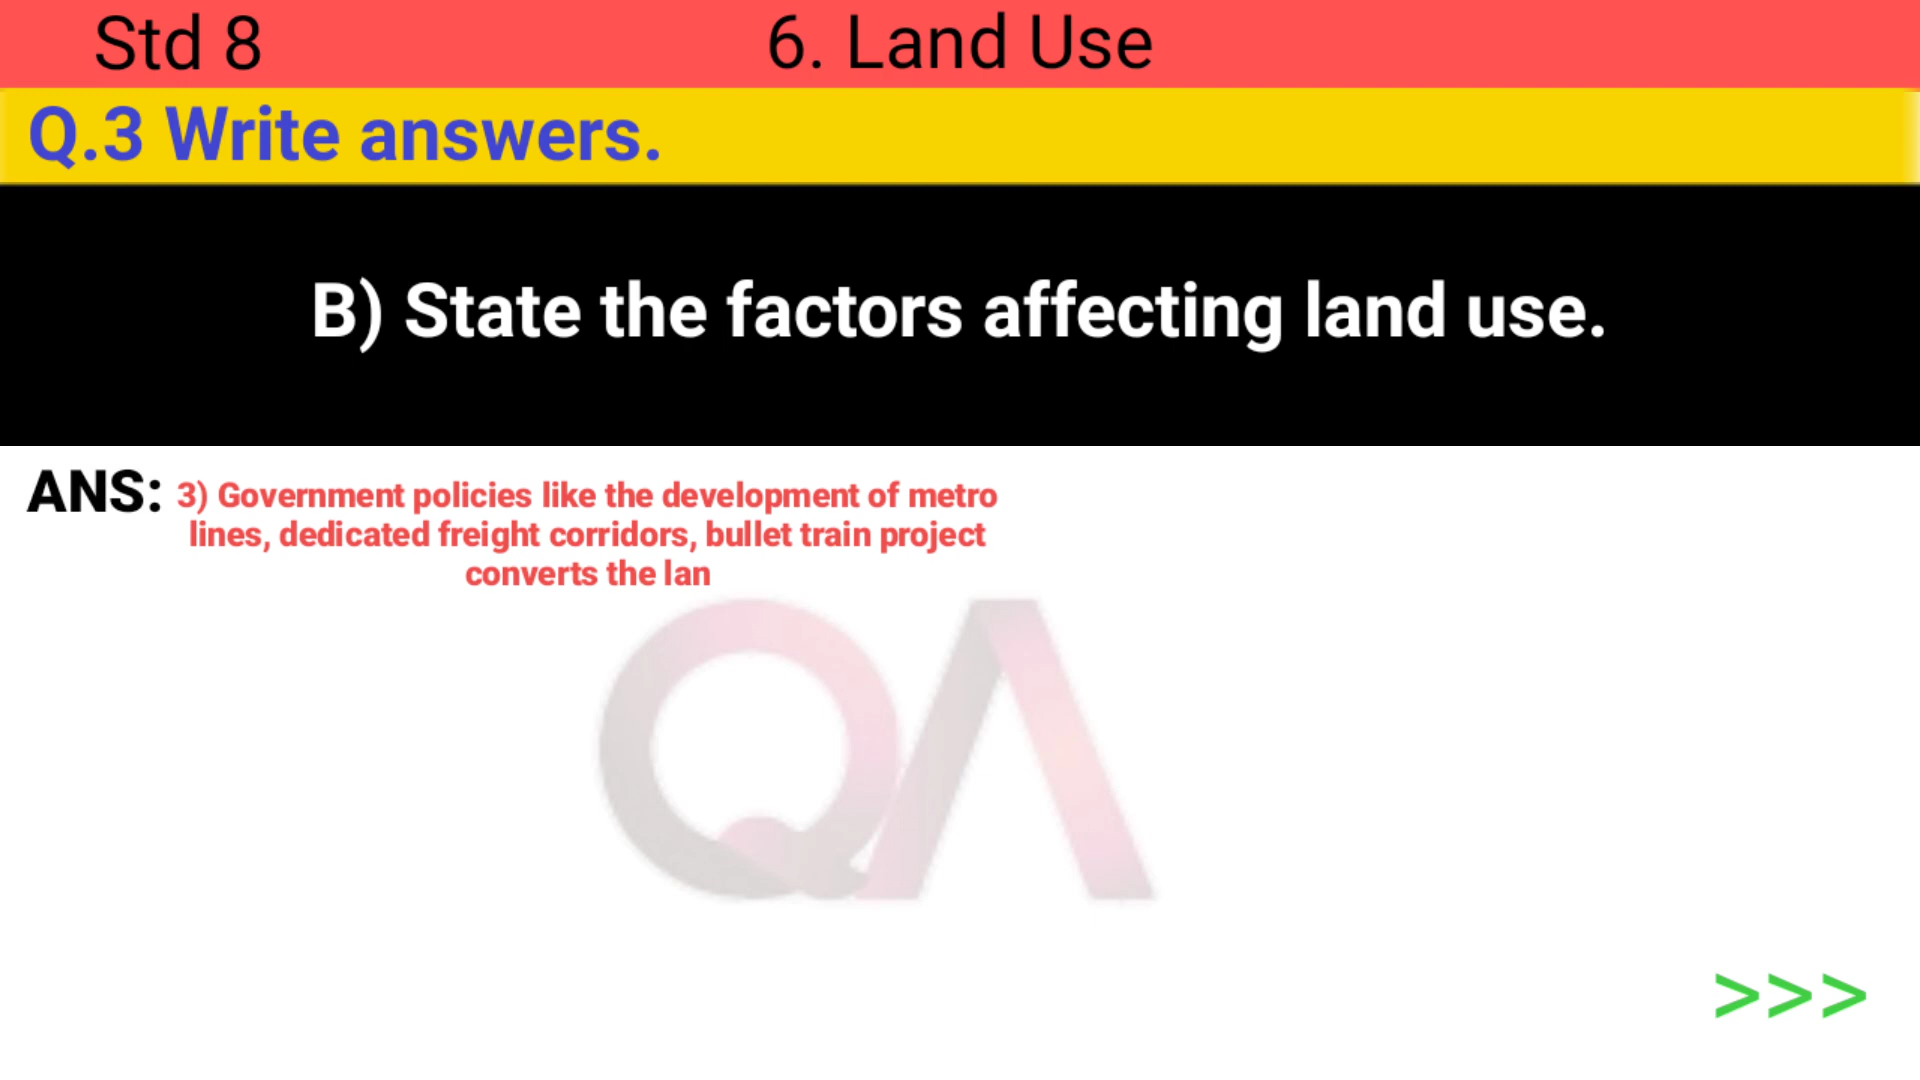 Std 8
6. Land Use
Q.3 Write answers.
B) State the factors affecting land use.
ANS: 3) Government policies like the development of metro
lines, dedicated freight corridors, bullet train project
converts the lan
QA
>>>